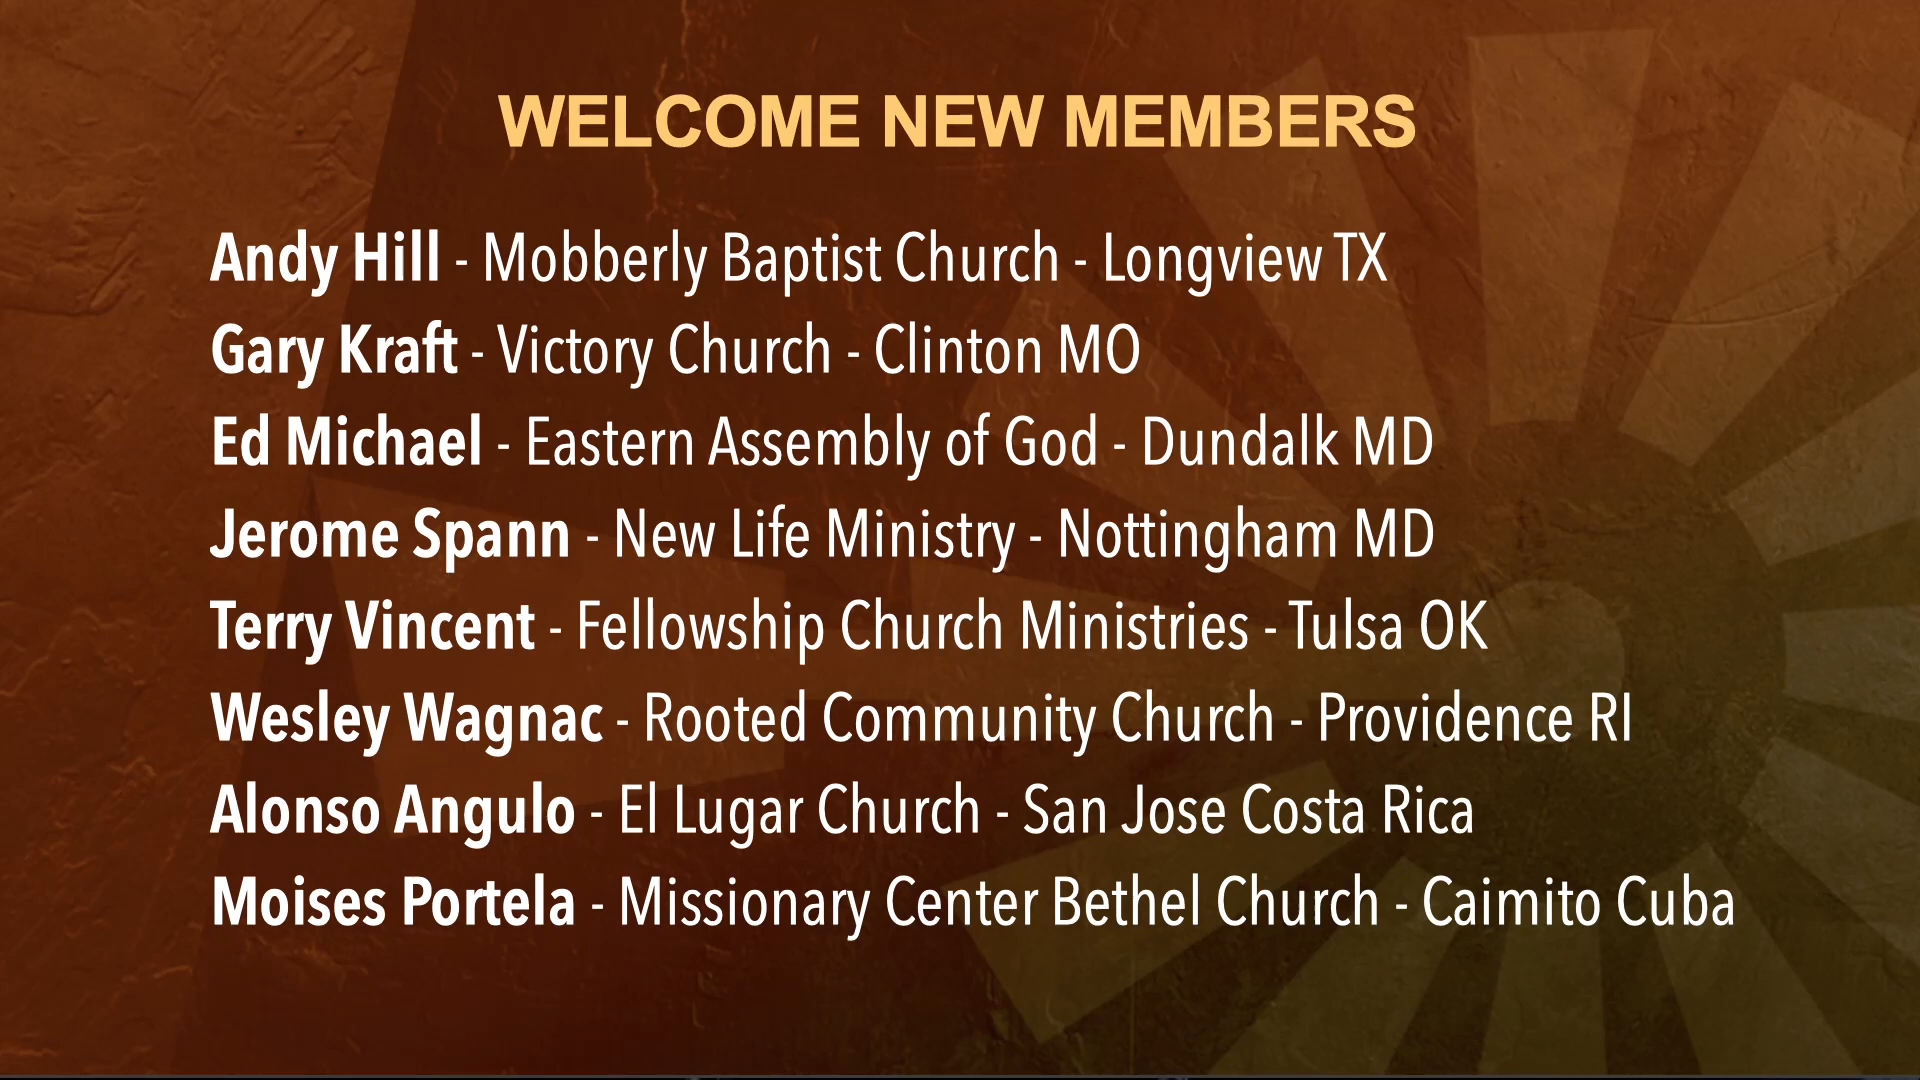 WELCOME NEW MEMBERS
Andy Hill - Mobberly Baptist Church - Longview TX
Gary Kraft - Victory Church - Clinton MO
Ed Michael - Eastern Assembly of God - Dundalk MD
Jerome Spann - New Life Ministry - Nottingham MD
Terry Vincent - Fellowship Church Ministries - Tulsa OK
Wesley Wagnac - Rooted Community Church - Providence RI
Alonso Angulo - El Lugar Church - San Jose Costa Rica
Moises Portela - Missionary Center Bethel Church - Caimito Cuba